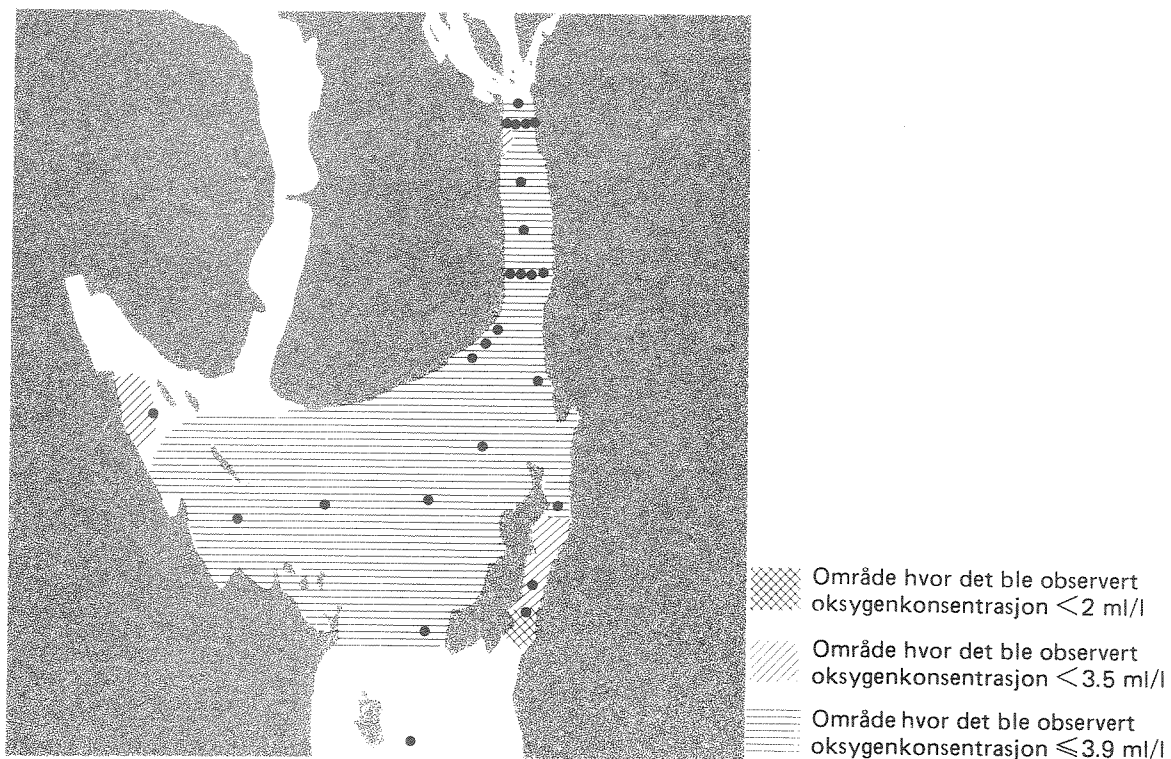 Område hvor det ble observert
oksygenkonsentrasjon <2 ml/l
Område hvor det ble observert
oksygenkonsentrasjon <3.5 ml/l
Område hvor det ble observert
oksygenkonsentrasjon ⩽3.9 ml/l